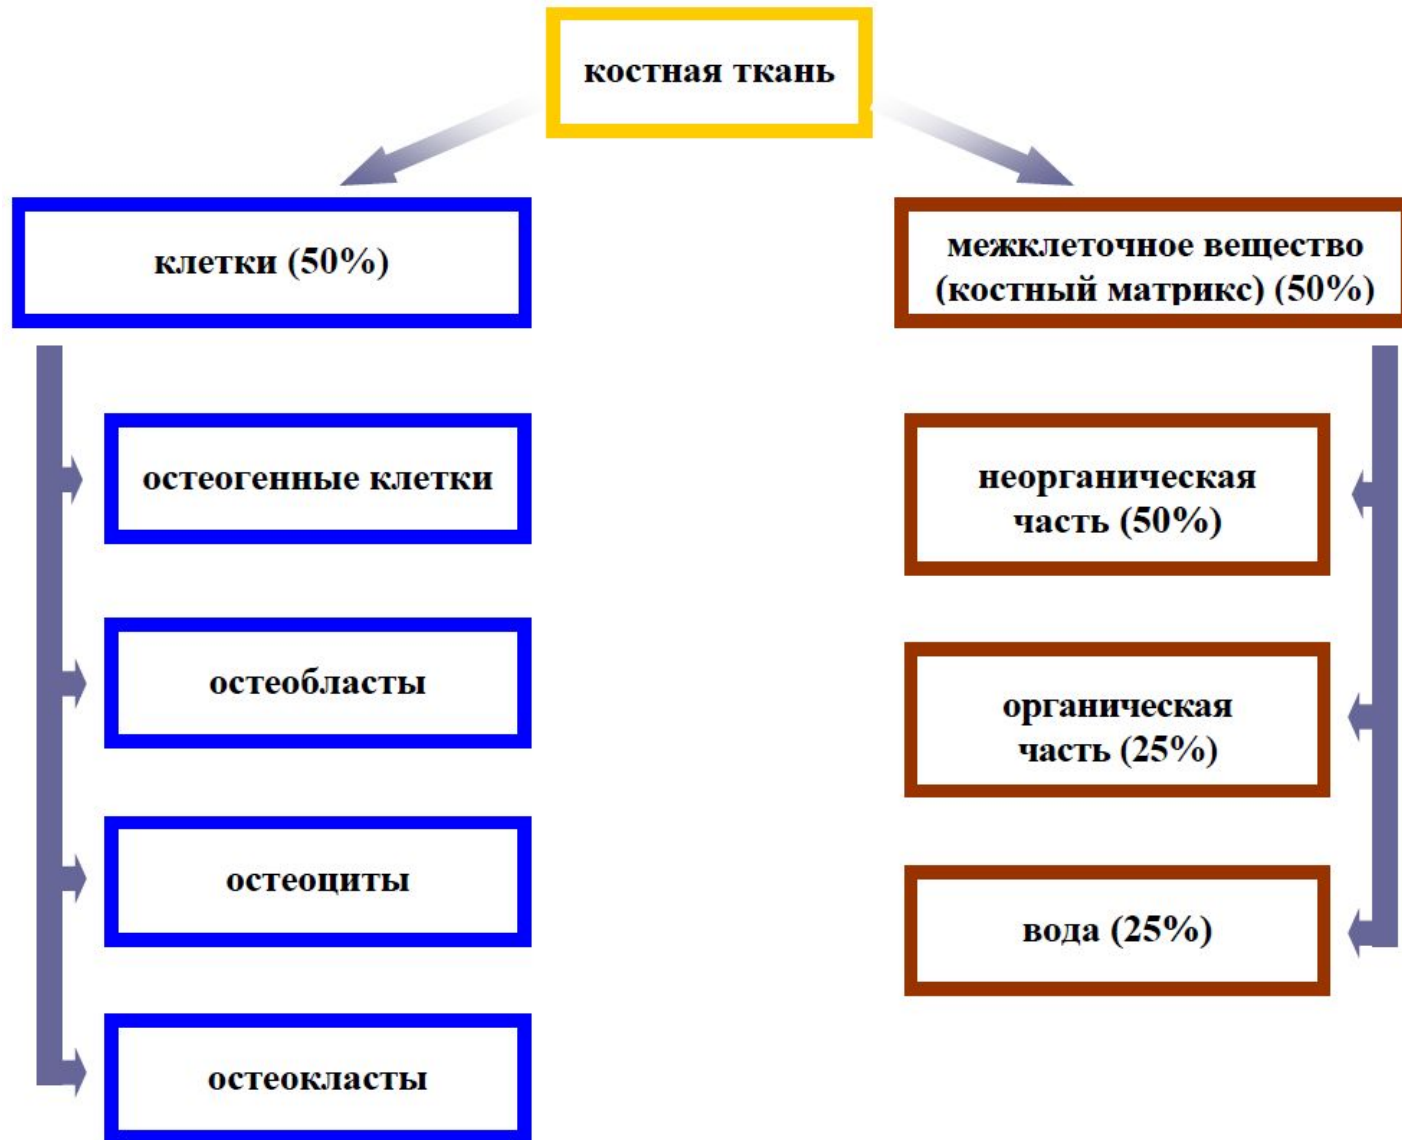 костная ткань
клетки (50%)
остеогенные клетки
остеобласты
остеоциты
остеокласты
межклеточное вещество
(костный матрикс) (50%)
неорганическая
часть (50%)
органическая
часть (25%)
вода (25%)